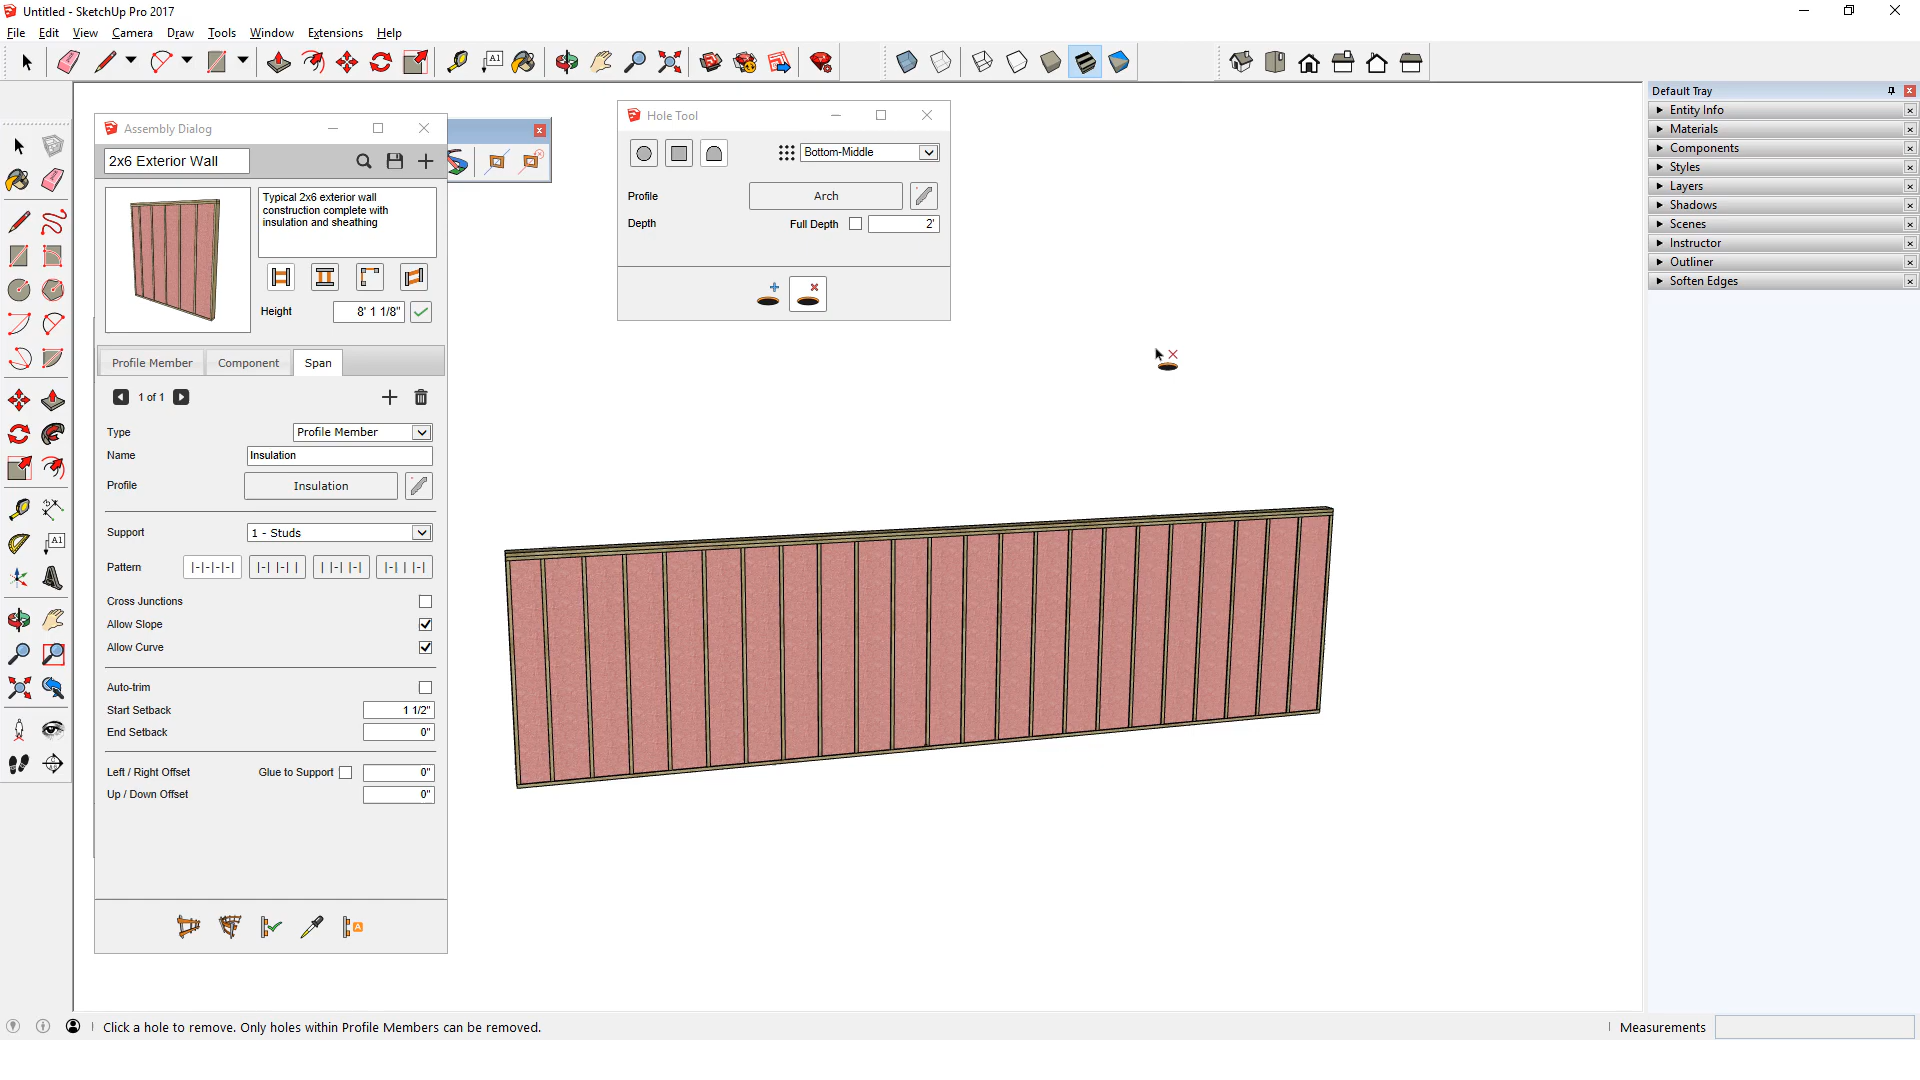 Untitled - SketchUp Pro 2017
File Edit View Camera Draw Tools Window Extensions Help
A1
Assembly Dialog
2x6 Exterior Wall
Typical 2x6 exterior wall
construction complete with
insulation and sheathing
Height 8' 1 1/8"
Profile Member Component Span
1 of 1
Type Profile Member
Name Insulation
Profile Insulation
Support 1 - Studs
Pattern |-|-|-|-| |-| |-| | | |-| |-| |-| | |-|
Cross Junctions
Allow Slope
Allow Curve
Auto-trim
Start Setback 1 1/2"
End Setback 0"
Left / Right Offset Glue to Support 0"
Up / Down Offset 0"
A
Hole Tool
Bottom-Middle
Profile Arch
Depth Full Depth 2'
Default Tray
Entity Info
Materials
Components
Styles
Layers
Shadows
Scenes
Instructor
Outliner
Soften Edges
A1
Click a hole to remove. Only holes within Profile Members can be removed.
Measurements